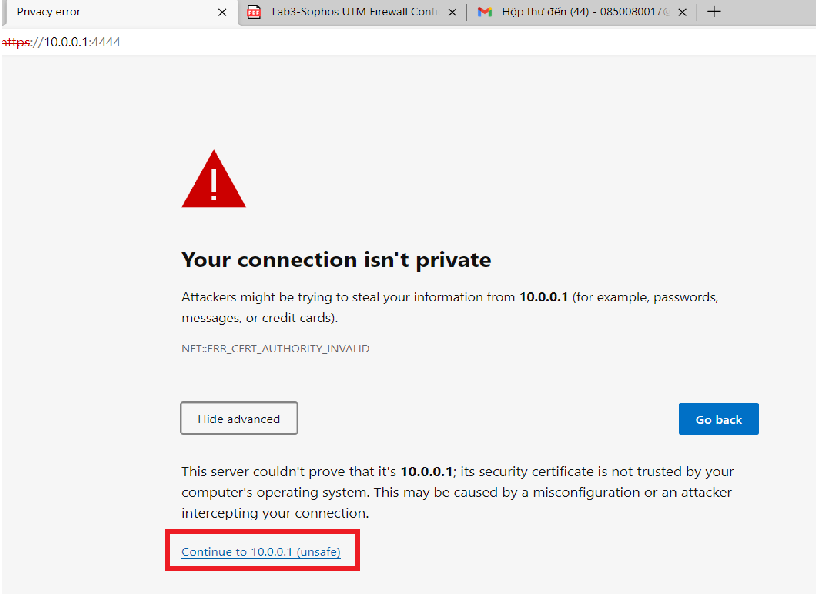 Privacy error
Lab3-Sophos UTM Firewall Confi
Hộp thư đến (44) - 0850080017@
https://10.0.0.1:4444
Your connection isn't private
Attackers might be trying to steal your information from 10.0.0.1 (for example, passwords,
messages, or credit cards).
NET::ERR_CERT_AUTHORITY_INVALID
Hide advanced
Go back
This server couldn't prove that it's 10.0.0.1; its security certificate is not trusted by your
computer's operating system. This may be caused by a misconfiguration or an attacker
intercepting your connection.
Continue to 10.0.0.1 (unsafe)